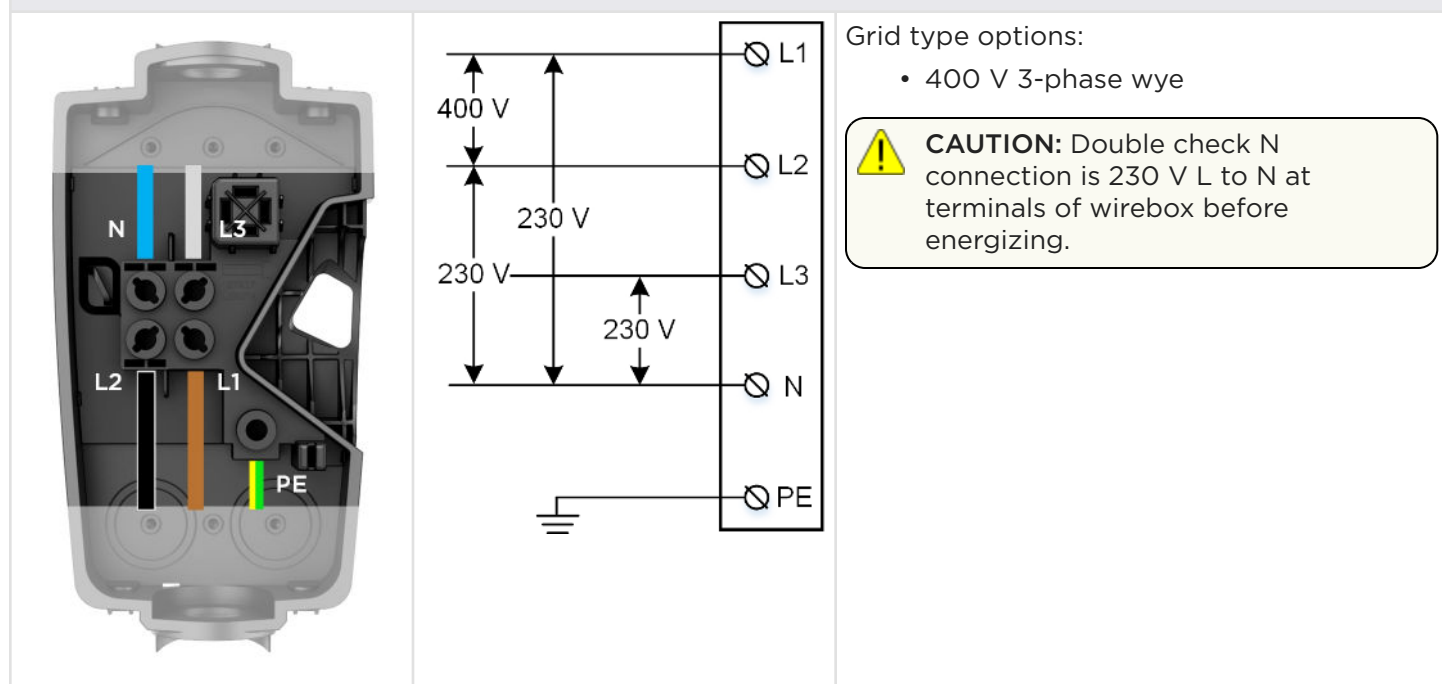 N
L3
L2
L1
PE
L1
400 V
L2
230 V
230 V
L3
230 V
N
PE
Grid type options:
• 400 V 3-phase wye
CAUTION: Double check N
connection is 230 V L to N at
terminals of wirebox before
energizing.